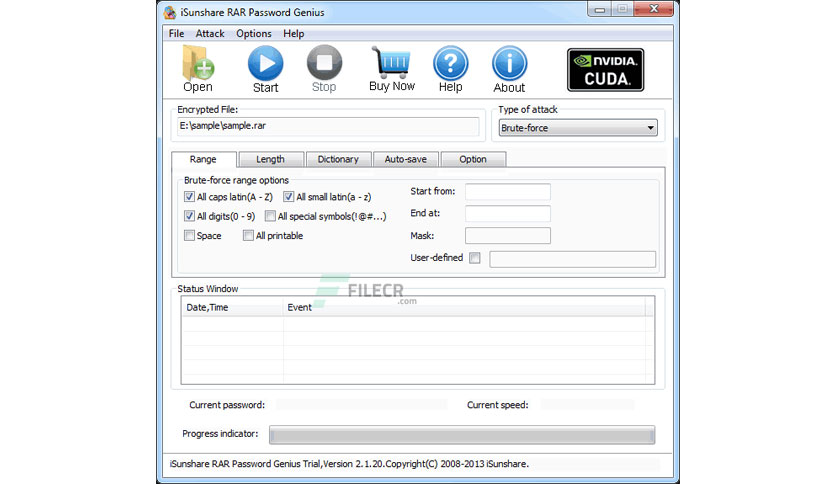 iSunshare RAR Password Genius
File Attack Options Help
Open Start Stop Buy Now Help About
NVIDIA.
CUDA.
Encrypted File: Type of attack
E:\sample\sample.rar Brute-force
Range Length Dictionary Auto-save Option
Brute-force range options
All caps latin(A - Z) All small latin(a - z) Start from:
All digits(0 - 9) All special symbols(!@#...) End at:
Space All printable Mask:
User-defined
FILECR
.com
Status Window
Date,Time Event
Current password: Current speed:
Progress indicator:
iSunshare RAR Password Genius Trial,Version 2.1.20.Copyright(C) 2008-2013 iSunshare.